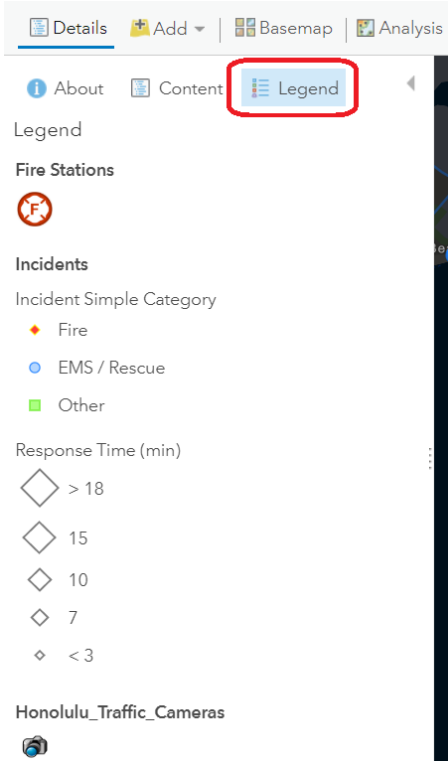 Details Add Basemap Analysis
About Content Legend
Legend
Fire Stations
F
Incidents
Incident Simple Category
Fire
EMS / Rescue
Other
Response Time (min)
> 18
15
10
7
< 3
Honolulu_Traffic_Cameras